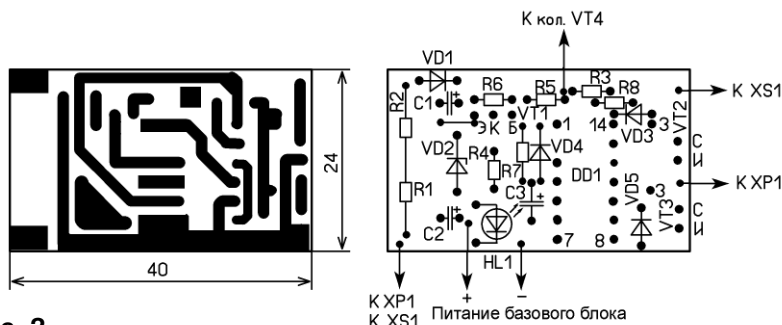 К кол. VT4
VD1
R6
R5
R3
R8
К XS1
R2
C1
VT1
VT2
Э К Б
1
14
VD3
3
С
И
VD2
R4
R7
VD4
DD1
К XP1
24
R1
C3
VD5
3
VT3
С
И
C2
HL1
7
8
40
К XP1
К XS1
+
−
Питание базового блока